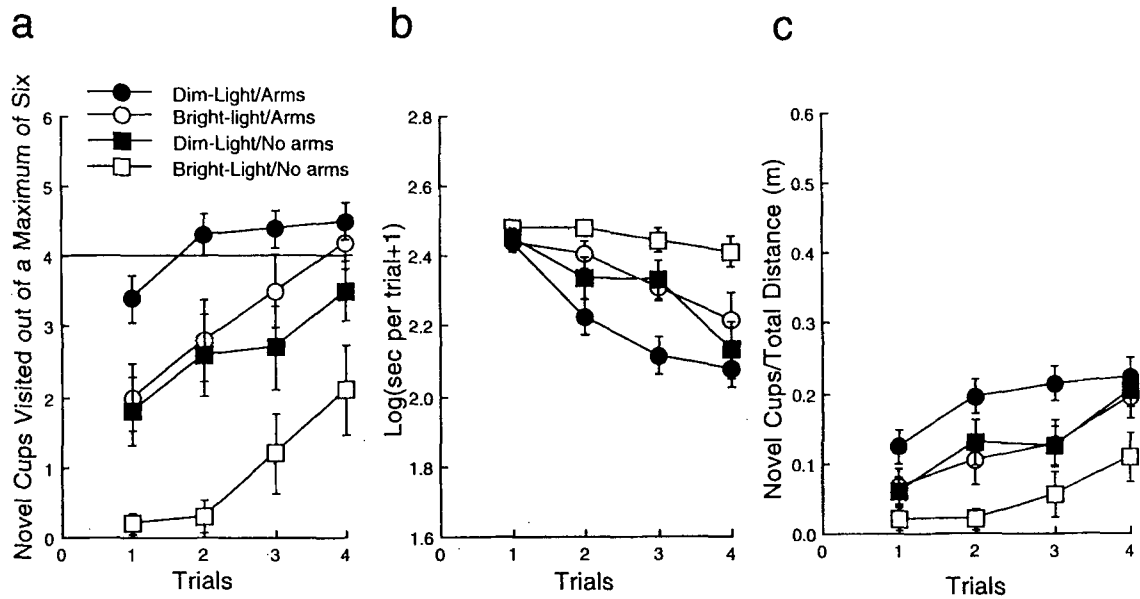 a
Novel Cups Visited out of a Maximum of Six
Dim-Light/Arms
Bright-light/Arms
Dim-Light/No arms
Bright-Light/No arms
6
5
4
3
2
1
0
0 1 2 3 4
Trials
b
Log(sec per trial+1)
2.8
2.6
2.4
2.2
2.0
1.8
1.6
0 1 2 3 4
Trials
c
Novel Cups/Total Distance (m)
0.6
0.5
0.4
0.3
0.2
0.1
0.0
0 1 2 3 4
Trials